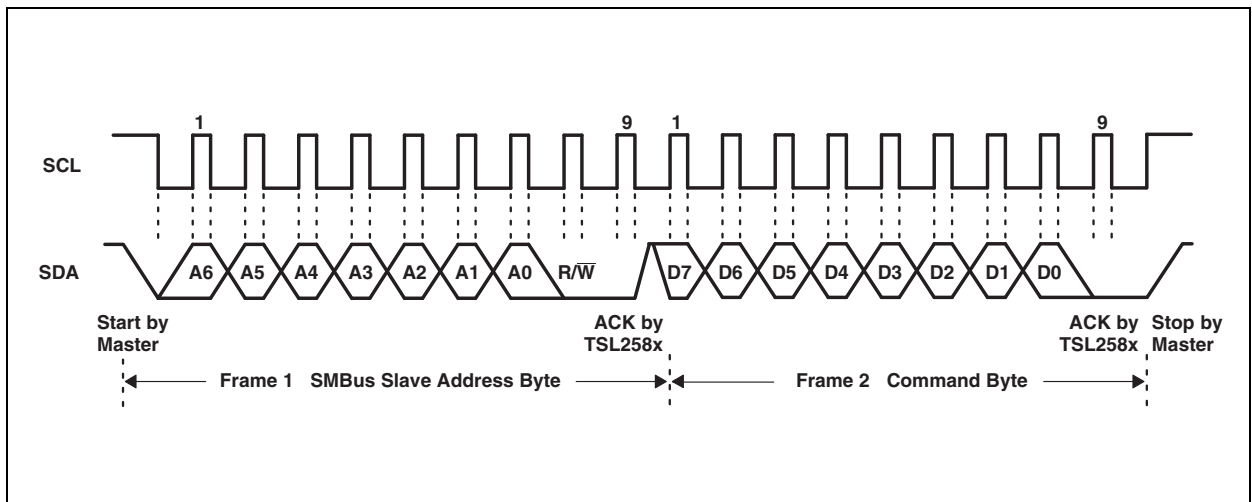 1 9 1 9
SCL
SDA A6 A5 A4 A3 A2 A1 A0 R/W̅ D7 D6 D5 D4 D3 D2 D1 D0
Start by
Master
ACK by
TSL258x
ACK by
TSL258x
Stop by
Master
Frame 1 SMBus Slave Address Byte
Frame 2 Command Byte